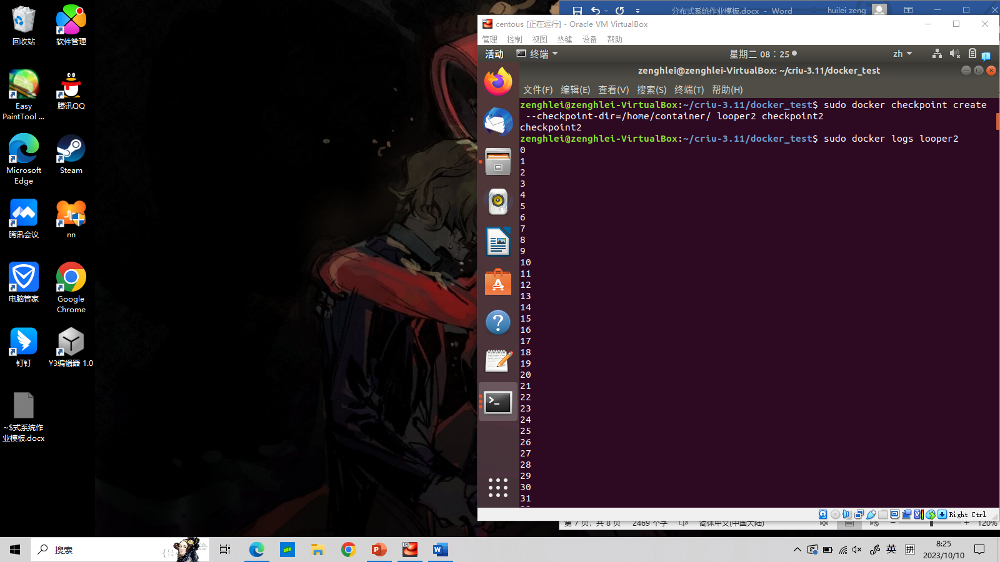 回收站
软件管理
Easy
PaintTool ...
腾讯QQ
Microsoft
Edge
Steam
腾讯会议
nn
电脑管家
Google
Chrome
钉钉
Y3编辑器 1.0
~$式系统作
业模板.docx
分布式系统作业模板.docx - Word
huilei zeng
centous [正在运行] - Oracle VM VirtualBox
管理 控制 视图 热键 设备 帮助
活动 终端 星期二 08：25 zh
zenghlei@zenghlei-VirtualBox: ~/criu-3.11/docker_test
文件(F) 编辑(E) 查看(V) 搜索(S) 终端(T) 帮助(H)
zenghlei@zenghlei-VirtualBox:~/criu-3.11/docker_test$ sudo docker checkpoint create
--checkpoint-dir=/home/container/ looper2 checkpoint2
checkpoint2
zenghlei@zenghlei-VirtualBox:~/criu-3.11/docker_test$ sudo docker logs looper2
0
1
2
3
4
5
6
7
8
9
10
11
12
13
14
15
16
17
18
19
20
21
22
23
24
25
26
27
28
29
30
31
Right Ctrl
第 7 页，共 8 页 2469 个字 简体中文(中国大陆) 120%
搜索
英 拼
8:25
2023/10/10